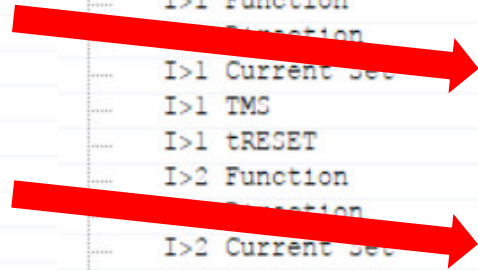 I>1 Function
I>1 Current Set
I>1 TMS
I>1 tRESET
I>2 Function
I>2 Current Set